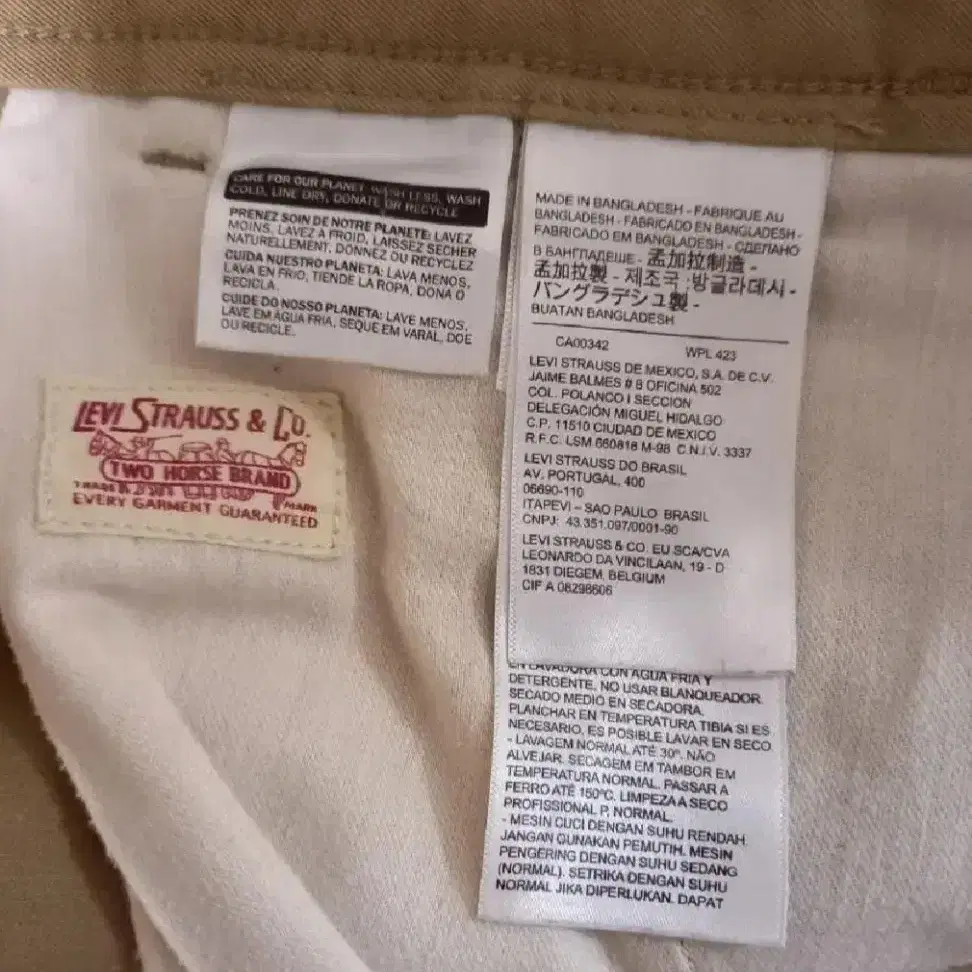 CARE FOR OUR PLANET: WASH LESS, WASH
COLD, LINE DRY, DONATE OR RECYCLE
PRENEZ SOIN DE NOTRE PLANETE: LAVEZ
MOINS, LAVEZ À FROID, LAISSEZ SECHER
NATURELLEMENT, DONNEZ OU RECYCLEZ
CUIDA NUESTRO PLANETA: LAVA MENOS,
LAVA EN FRIO, TIENDE LA ROPA, DONA O
RECICLA.
CUIDE DO NOSSO PLANETA: LAVE MENOS,
LAVE EM ÁGUA FRIA, SEQUE EM VARAL, DOE
OU RECICLE.
LEVI STRAUSS & CO.
TWO HORSE BRAND
TRADE MARK
EVERY GARMENT GUARANTEED
MADE IN BANGLADESH - FABRIQUE AU
BANGLADESH - FABRICADO EN BANGLADESH -
FABRICADO EM BANGLADESH - СДЕЛАНО
В БАНГЛАДЕШЕ - 孟加拉制造 -
孟加拉製 - 제조국 : 방글라데시 -
バングラデシュ製 -
BUATAN BANGLADESH
CA00342 WPL 423
LEVI STRAUSS DE MEXICO, S.A. DE C.V.
JAIME BALMES # 8 OFICINA 502
COL. POLANCO I SECCION
DELEGACIÓN MIGUEL HIDALGO
C.P. 11510 CIUDAD DE MEXICO
R.F.C. LSM 660818 M-98 C.N.I.V. 3337
LEVI STRAUSS DO BRASIL
AV. PORTUGAL, 400
06690-110
ITAPEVI – SAO PAULO BRASIL
CNPJ: 43.351.097/0001-90
LEVI STRAUSS & CO. EU SCA/CVA
LEONARDO DA VINCILAAN, 19 - D
1831 DIEGEM, BELGIUM
CIF A 08298606
EN LAVADORA CON AGUA FRIA Y
DETERGENTE, NO USAR BLANQUEADOR.
SECADO MEDIO EN SECADORA.
PLANCHAR EN TEMPERATURA TIBIA SI ES
NECESARIO, ES POSIBLE LAVAR EN SECO
- LAVAGEM NORMAL ATÉ 30º. NÃO
ALVEJAR. SECAGEM EM TAMBOR EM
TEMPERATURA NORMAL. PASSAR A
FERRO ATÉ 150ºC. LIMPEZA A SECO
PROFISSIONAL P, NORMAL.
- MESIN CUCI DENGAN SUHU RENDAH.
JANGAN GUNAKAN PEMUTIH. MESIN
PENGERING DENGAN SUHU SEDANG
(NORMAL). SETRIKA DENGAN SUHU
NORMAL JIKA DIPERLUKAN. DAPAT